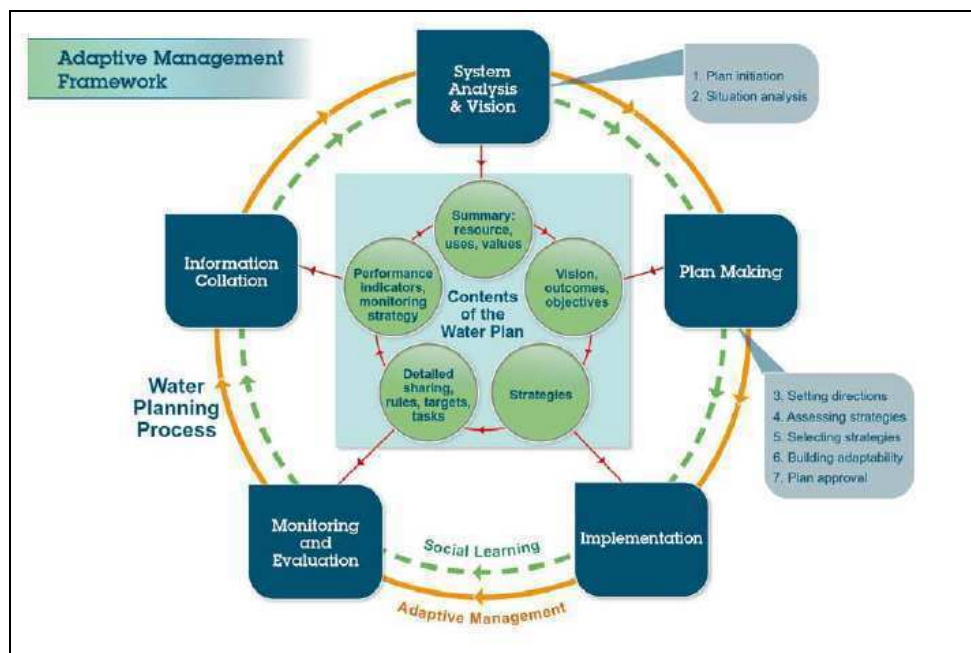 Adaptive Management
Framework
System
Analysis
& Vision
1. Plan initiation
2. Situation analysis
Information
Collation
Plan Making
Summary:
resource,
uses, values
Performance
indicators,
monitoring
strategy
Vision,
outcomes,
objectives
Contents
of the
Water Plan
Detailed
sharing,
rules, targets,
tasks
Strategies
Water
Planning
Process
3. Setting directions
4. Assessing strategies
5. Selecting strategies
6. Building adaptability
7. Plan approval
Monitoring
and
Evaluation
Implementation
Social Learning
Adaptive Management